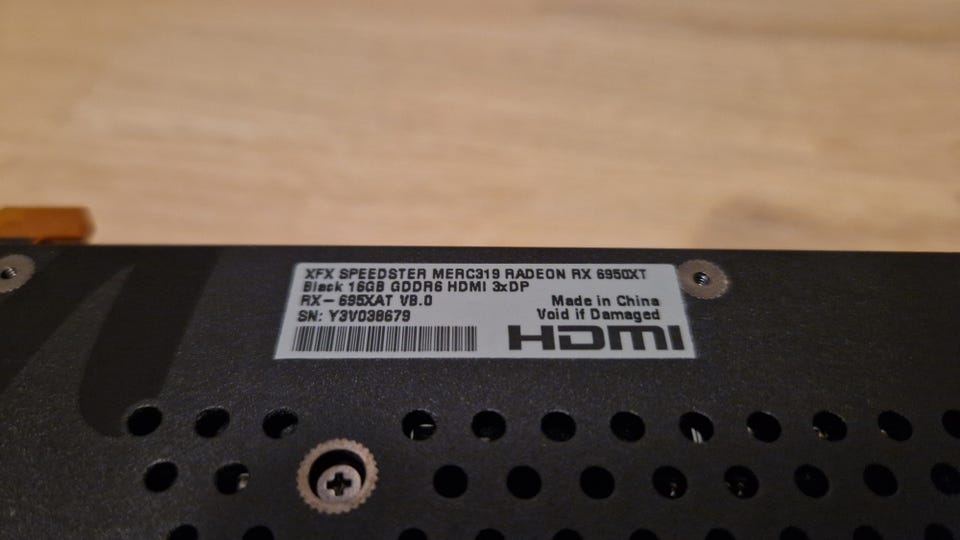 XFX SPEEDSTER MERC319 RADEON RX 6950XT
Black 16GB GDDR6 HDMI 3xDP
RX-695XAT V8.0
Made in China
SN: Y3V038679
Void if Damaged
HDMI